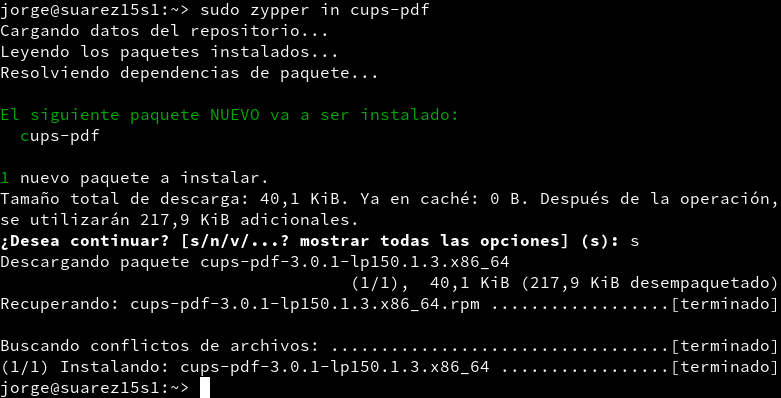 jorge@suarez15s1:~> sudo zypper in cups-pdf
Cargando datos del repositorio...
Leyendo los paquetes instalados...
Resolviendo dependencias de paquete...
El siguiente paquete NUEVO va a ser instalado:
cups-pdf
1 nuevo paquete a instalar.
Tamaño total de descarga: 40,1 KiB. Ya en caché: 0 B. Después de la operación,
se utilizarán 217,9 KiB adicionales.
¿Desea continuar? [s/n/v/...? mostrar todas las opciones] (s): s
Descargando paquete cups-pdf-3.0.1-lp150.1.3.x86_64
(1/1),  40,1 KiB (217,9 KiB desempaquetado)
Recuperando: cups-pdf-3.0.1-lp150.1.3.x86_64.rpm ..................[terminado]
Buscando conflictos de archivos: ..................................[terminado]
(1/1) Instalando: cups-pdf-3.0.1-lp150.1.3.x86_64 .................[terminado]
jorge@suarez15s1:~>